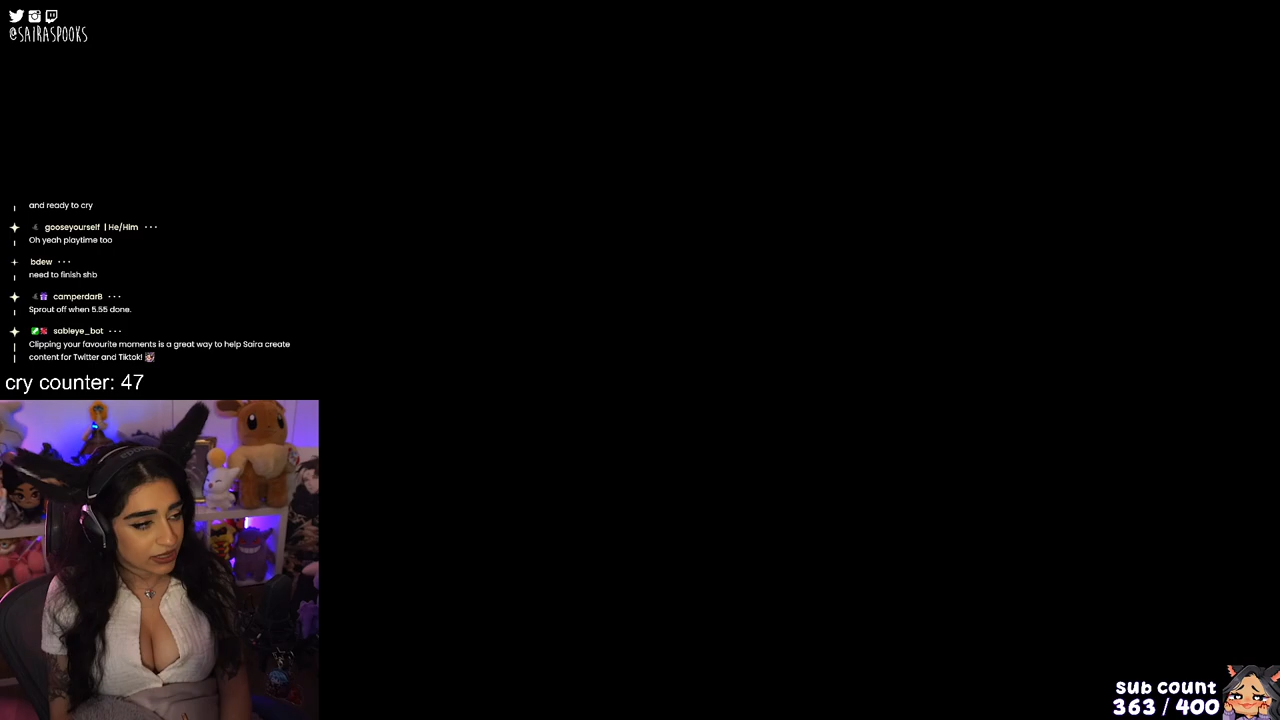 @SAIRASPOOKS
and ready to cry
gooseyourself | He/Him ...
Oh yeah playtime too
bdew ...
need to finish shb
camperdarB ...
Sprout off when 5.55 done.
sableye_bot ...
Clipping your favourite moments is a great way to help Saira create
content for Twitter and Tiktok!
cry counter: 47
sub count
363 / 400